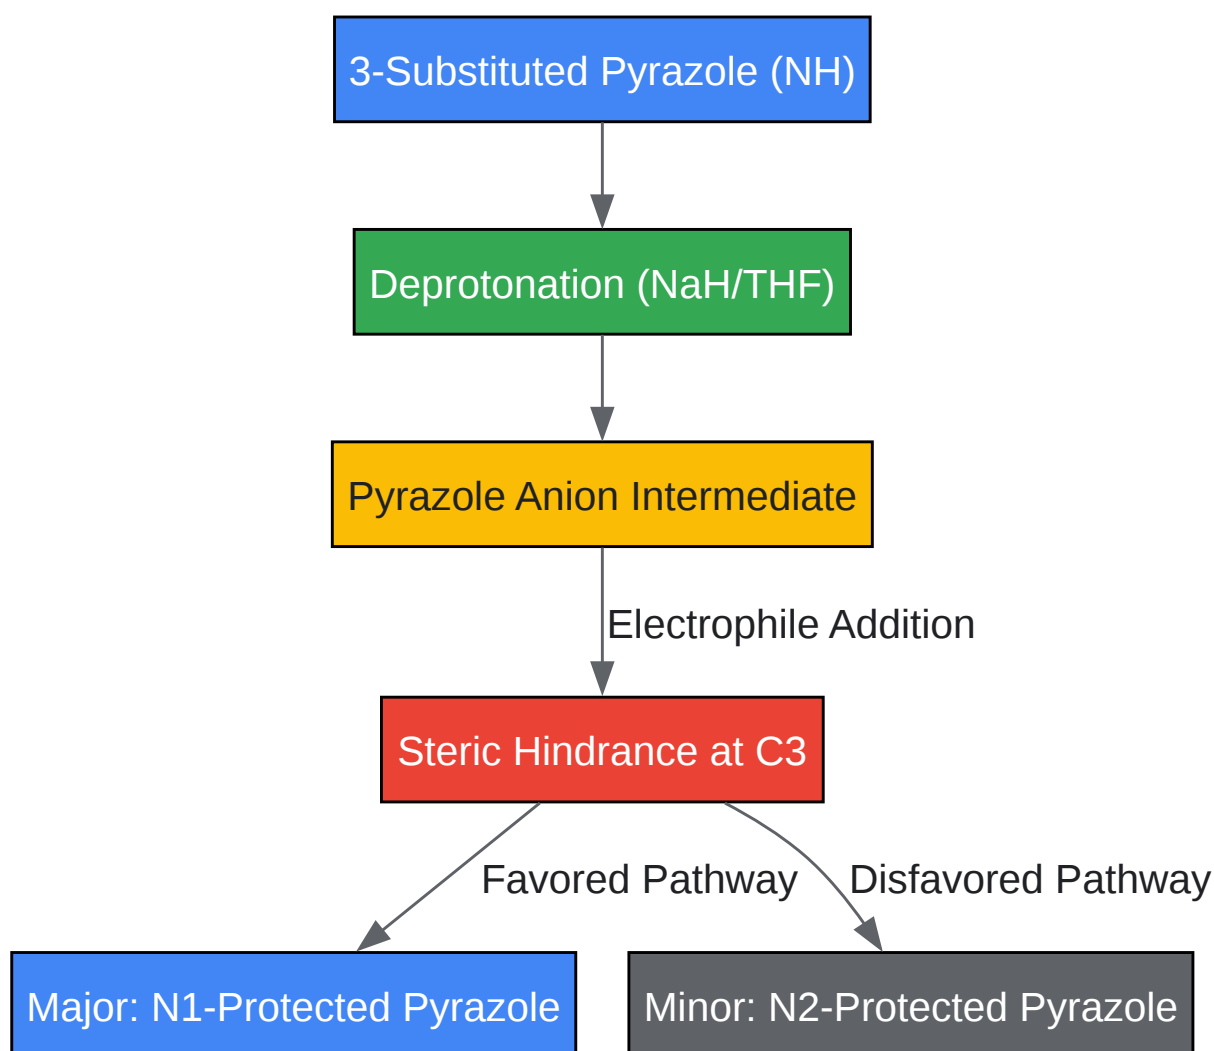 3-Substituted Pyrazole (NH)
Deprotonation (NaH/THF)
Pyrazole Anion Intermediate
Electrophile Addition
Steric Hindrance at C3
Favored Pathway
Disfavored Pathway
Major: N1-Protected Pyrazole
Minor: N2-Protected Pyrazole